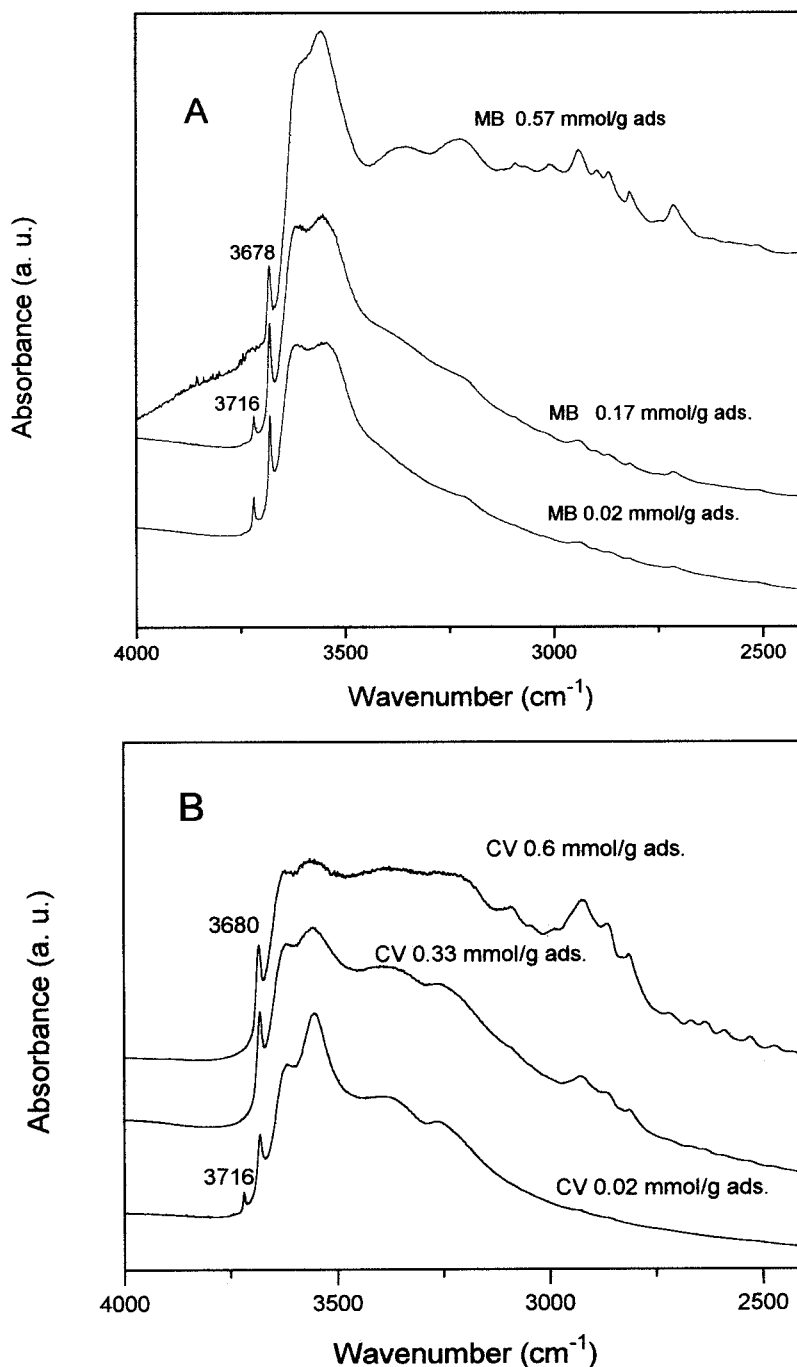 A
MB 0.57 mmol/g ads
3678
3716
MB 0.17 mmol/g ads.
MB 0.02 mmol/g ads.
Absorbance (a. u.)
4000 3500 3000 2500
Wavenumber (cm⁻¹)
B
CV 0.6 mmol/g ads.
3680
CV 0.33 mmol/g ads.
3716
CV 0.02 mmol/g ads.
Absorbance (a. u.)
4000 3500 3000 2500
Wavenumber (cm⁻¹)